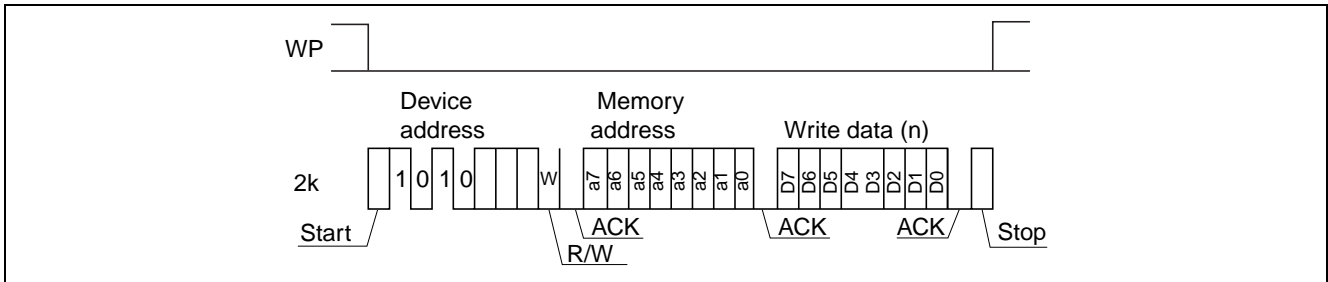 WP
Device
address
Memory
address
Write data (n)
2k
1 0 1 0 W a7 a6 a5 a4 a3 a2 a1 a0 D7 D6 D5 D4 D3 D2 D1 D0
Start
ACK
R/W
ACK
ACK
Stop